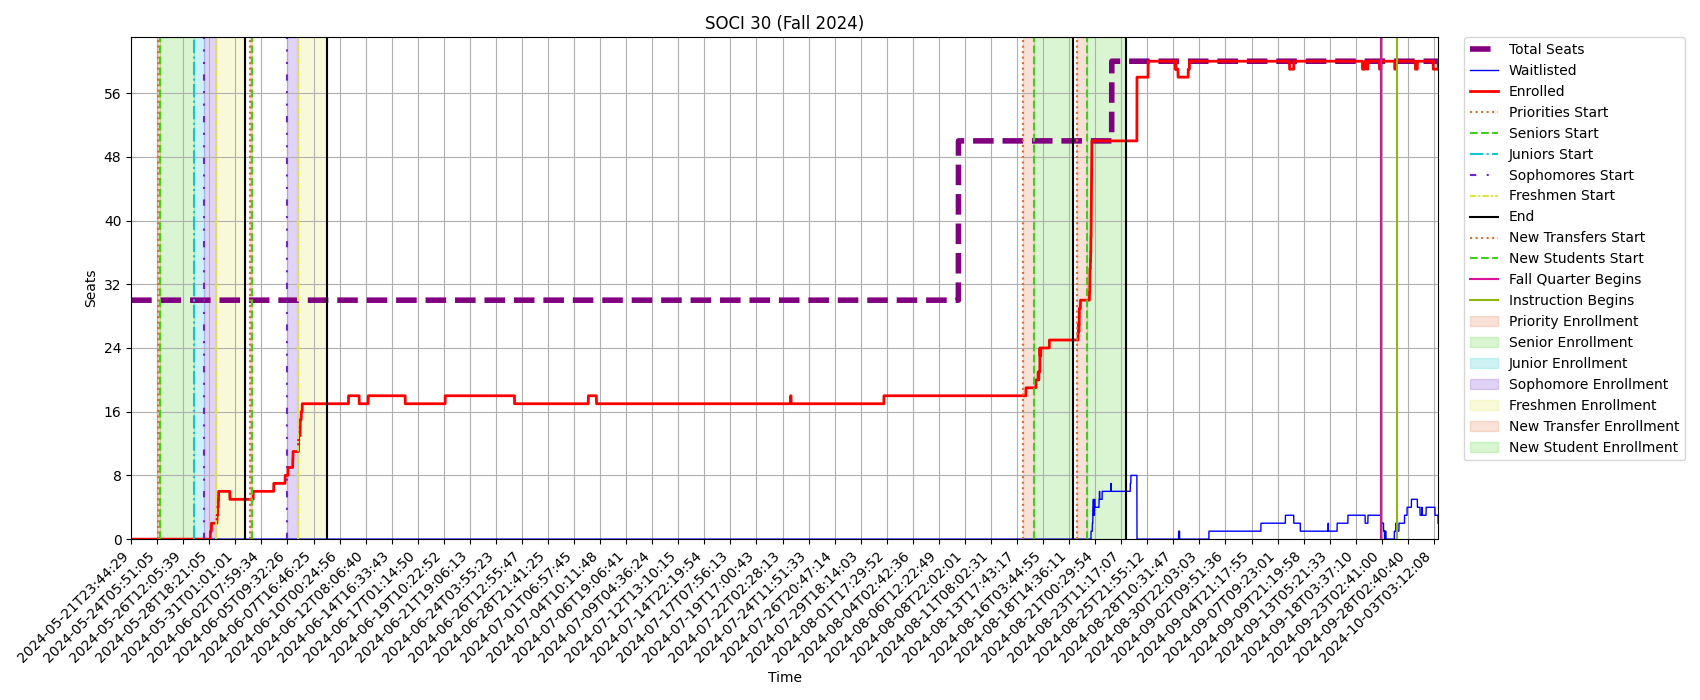 SOCI 30 (Fall 2024)
Seats
56
48
40
32
24
16
8
0
2024-05-21T23:44:29
2024-05-24T05:51:05
2024-05-26T12:05:39
2024-05-28T18:21:05
2024-05-31T01:01:01
2024-06-02T07:59:34
2024-06-05T09:32:26
2024-06-07T16:46:25
2024-06-10T00:24:56
2024-06-12T08:06:40
2024-06-14T16:33:43
2024-06-17T01:14:50
2024-06-19T10:22:52
2024-06-21T19:06:13
2024-06-24T03:55:23
2024-06-26T12:55:47
2024-06-28T21:41:25
2024-07-01T06:57:45
2024-07-04T10:11:48
2024-07-06T19:06:41
2024-07-09T04:36:24
2024-07-12T13:10:15
2024-07-14T22:19:54
2024-07-17T07:56:13
2024-07-19T17:00:43
2024-07-22T02:28:13
2024-07-24T11:51:33
2024-07-26T20:47:14
2024-07-29T18:14:03
2024-08-01T17:29:52
2024-08-04T02:42:36
2024-08-06T12:22:49
2024-08-08T22:02:01
2024-08-11T08:02:31
2024-08-13T17:43:17
2024-08-16T03:44:55
2024-08-18T14:36:11
2024-08-21T00:29:54
2024-08-23T11:17:07
2024-08-25T21:55:12
2024-08-28T10:31:47
2024-08-30T22:03:03
2024-09-02T09:51:36
2024-09-04T21:17:55
2024-09-07T09:23:01
2024-09-09T21:19:58
2024-09-13T05:21:33
2024-09-18T03:37:10
2024-09-23T02:41:00
2024-09-28T02:40:40
2024-10-03T03:12:08
Time
Total Seats
Waitlisted
Enrolled
Priorities Start
Seniors Start
Juniors Start
Sophomores Start
Freshmen Start
End
New Transfers Start
New Students Start
Fall Quarter Begins
Instruction Begins
Priority Enrollment
Senior Enrollment
Junior Enrollment
Sophomore Enrollment
Freshmen Enrollment
New Transfer Enrollment
New Student Enrollment